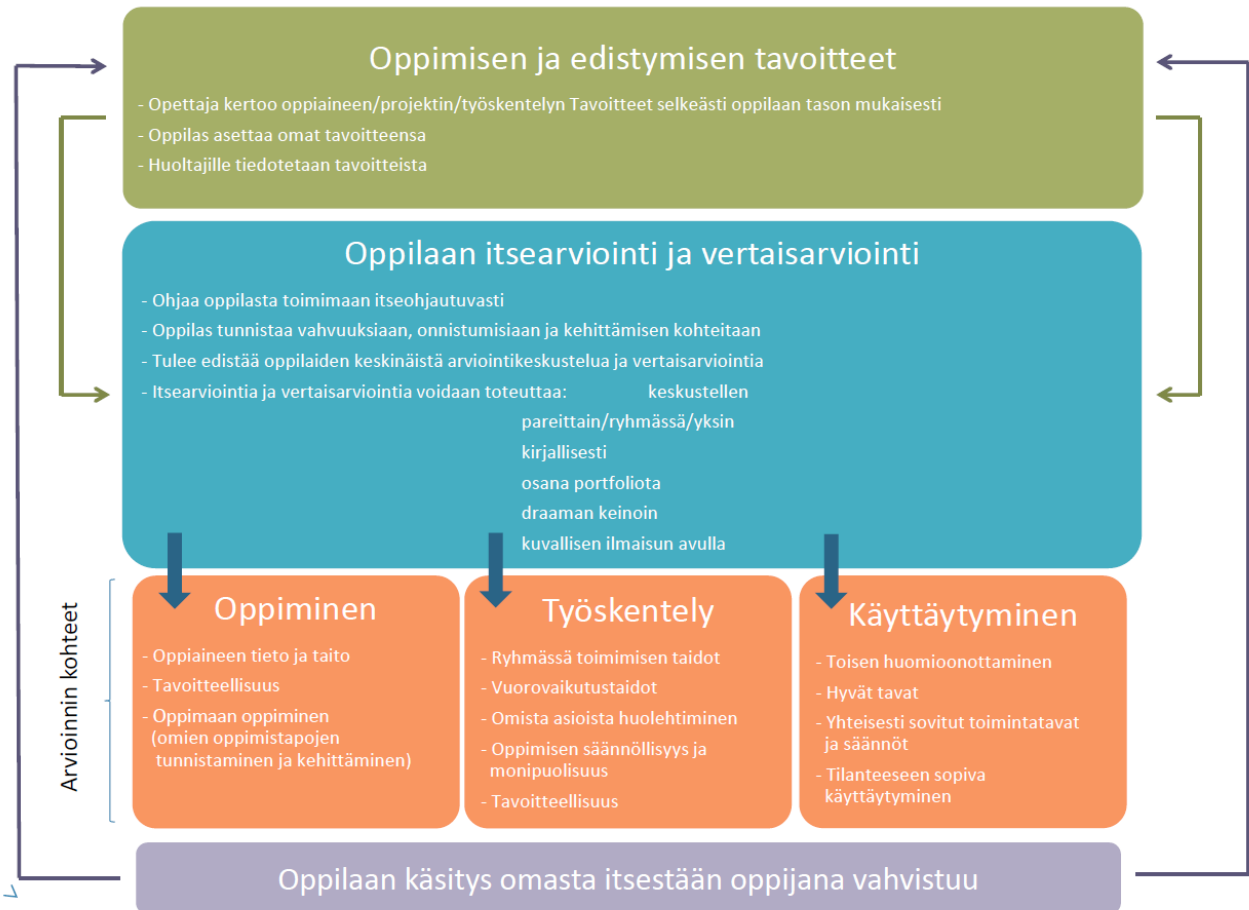 Oppimisen ja edistymisen tavoitteet
- Opettaja kertoo oppiaineen/projektin/työskentelyn Tavoitteet selkeästi oppilaan tason mukaisesti
- Oppilas asettaa omat tavoitteensa
- Huoltajille tiedotetaan tavoitteista
Oppilaan itsearviointi ja vertaisarviointi
- Ohjaa oppilasta toimimaan itseohjautuvasti
- Oppilas tunnistaa vahvuuksiaan, onnistumisiaan ja kehittämisen kohteitaan
- Tulee edistää oppilaiden keskinäistä arviointikeskustelua ja vertaisarviointia
- Itsearviointia ja vertaisarviointia voidaan toteuttaa: keskustellen
pareittain/ryhmässä/yksin
kirjallisesti
osana portfoliota
draaman keinoin
kuvallisen ilmaisun avulla
Arvioinnin kohteet
Oppiminen
- Oppiaineen tieto ja taito
- Tavoitteellisuus
- Oppimaan oppiminen
(omien oppimistapojen
tunnistaminen ja kehittäminen)
Työskentely
- Ryhmässä toimimisen taidot
- Vuorovaikutustaidot
- Omista asioista huolehtiminen
- Oppimisen säännöllisyys ja
monipuolisuus
- Tavoitteellisuus
Käyttäytyminen
- Toisen huomioonottaminen
- Hyvät tavat
- Yhteisesti sovitut toimintatavat
ja säännöt
- Tilanteeseen sopiva
käyttäytyminen
Oppilaan käsitys omasta itsestään oppijana vahvistuu